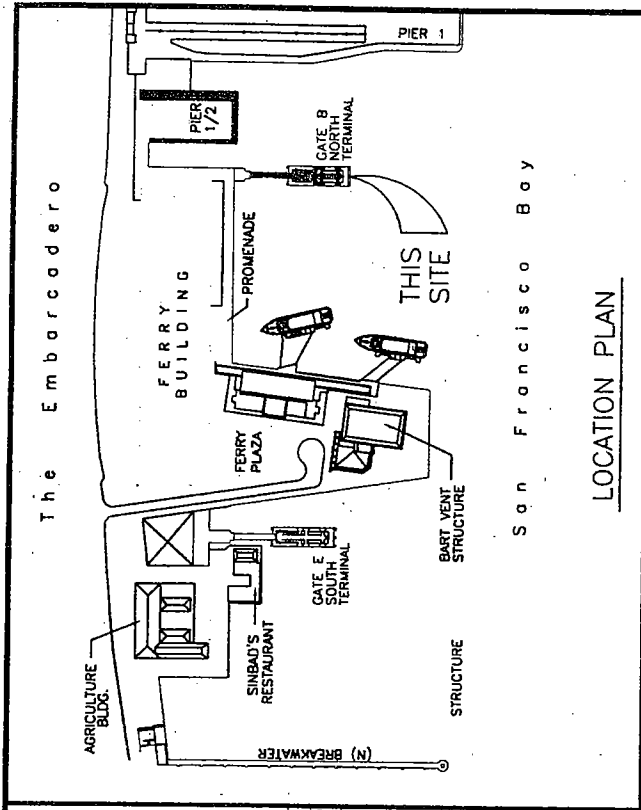 The Embarcadero
AGRICULTURE
BLDG.
FERRY
BUILDING
PIER
1/2
PIER 1
PROMENADE
GATE B
NORTH
TERMINAL
THIS
SITE
FERRY
PLAZA
SINBAD'S
RESTAURANT
GATE E
SOUTH
TERMINAL
BART VENT
STRUCTURE
STRUCTURE
(N) BREAKWATER
San Francisco Bay
LOCATION PLAN